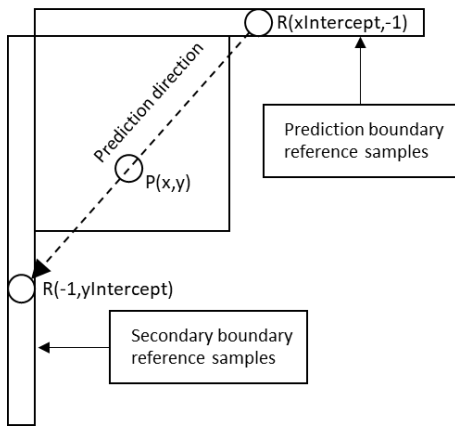 R(xIntercept,-1)
Prediction direction
Prediction boundary
reference samples
P(x,y)
R(-1,yIntercept)
Secondary boundary
reference samples